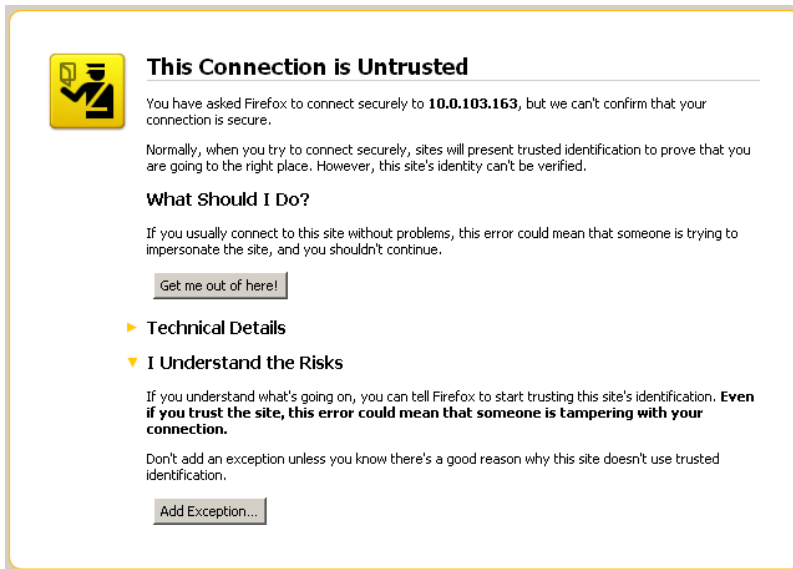 This Connection is Untrusted
You have asked Firefox to connect securely to 10.0.103.163, but we can't confirm that your
connection is secure.
Normally, when you try to connect securely, sites will present trusted identification to prove that you
are going to the right place. However, this site's identity can't be verified.
What Should I Do?
If you usually connect to this site without problems, this error could mean that someone is trying to
impersonate the site, and you shouldn't continue.
Get me out of here!
Technical Details
I Understand the Risks
If you understand what's going on, you can tell Firefox to start trusting this site's identification. Even
if you trust the site, this error could mean that someone is tampering with your
connection.
Don't add an exception unless you know there's a good reason why this site doesn't use trusted
identification.
Add Exception...